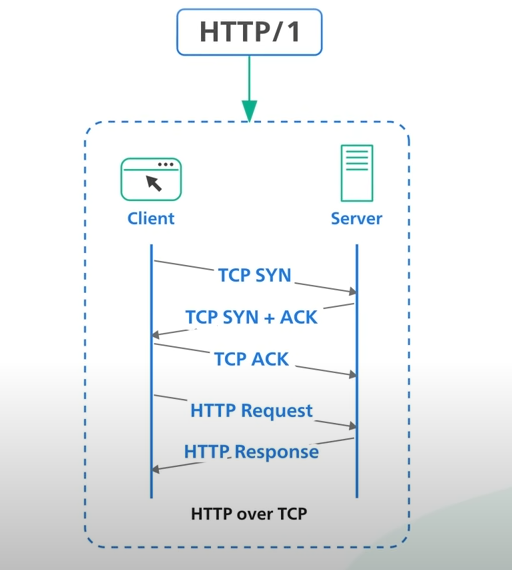 HTTP/1
Client
Server
TCP SYN
TCP SYN + ACK
TCP ACK
HTTP Request
HTTP Response
HTTP over TCP